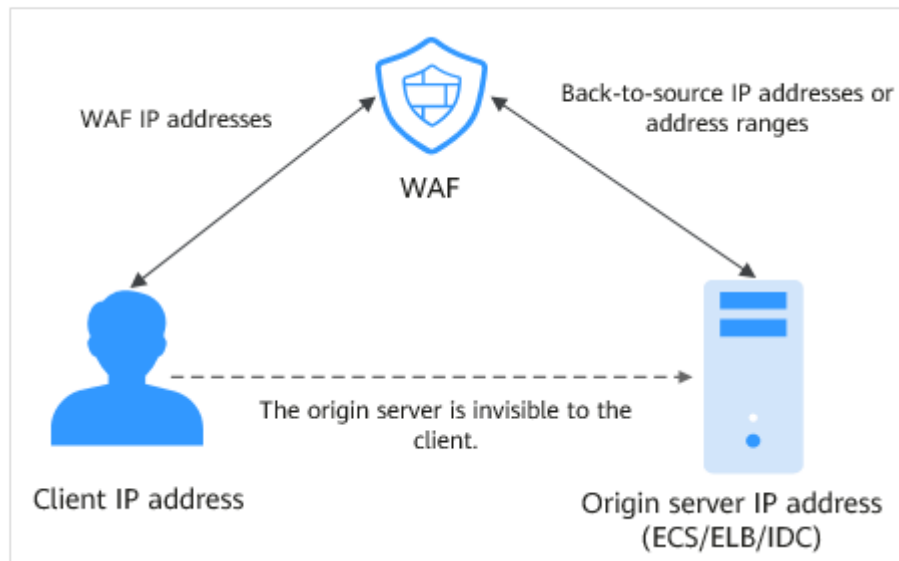 WAF IP addresses
Back-to-source IP addresses or
address ranges
WAF
The origin server is invisible to the
client.
Client IP address
Origin server IP address
(ECS/ELB/IDC)